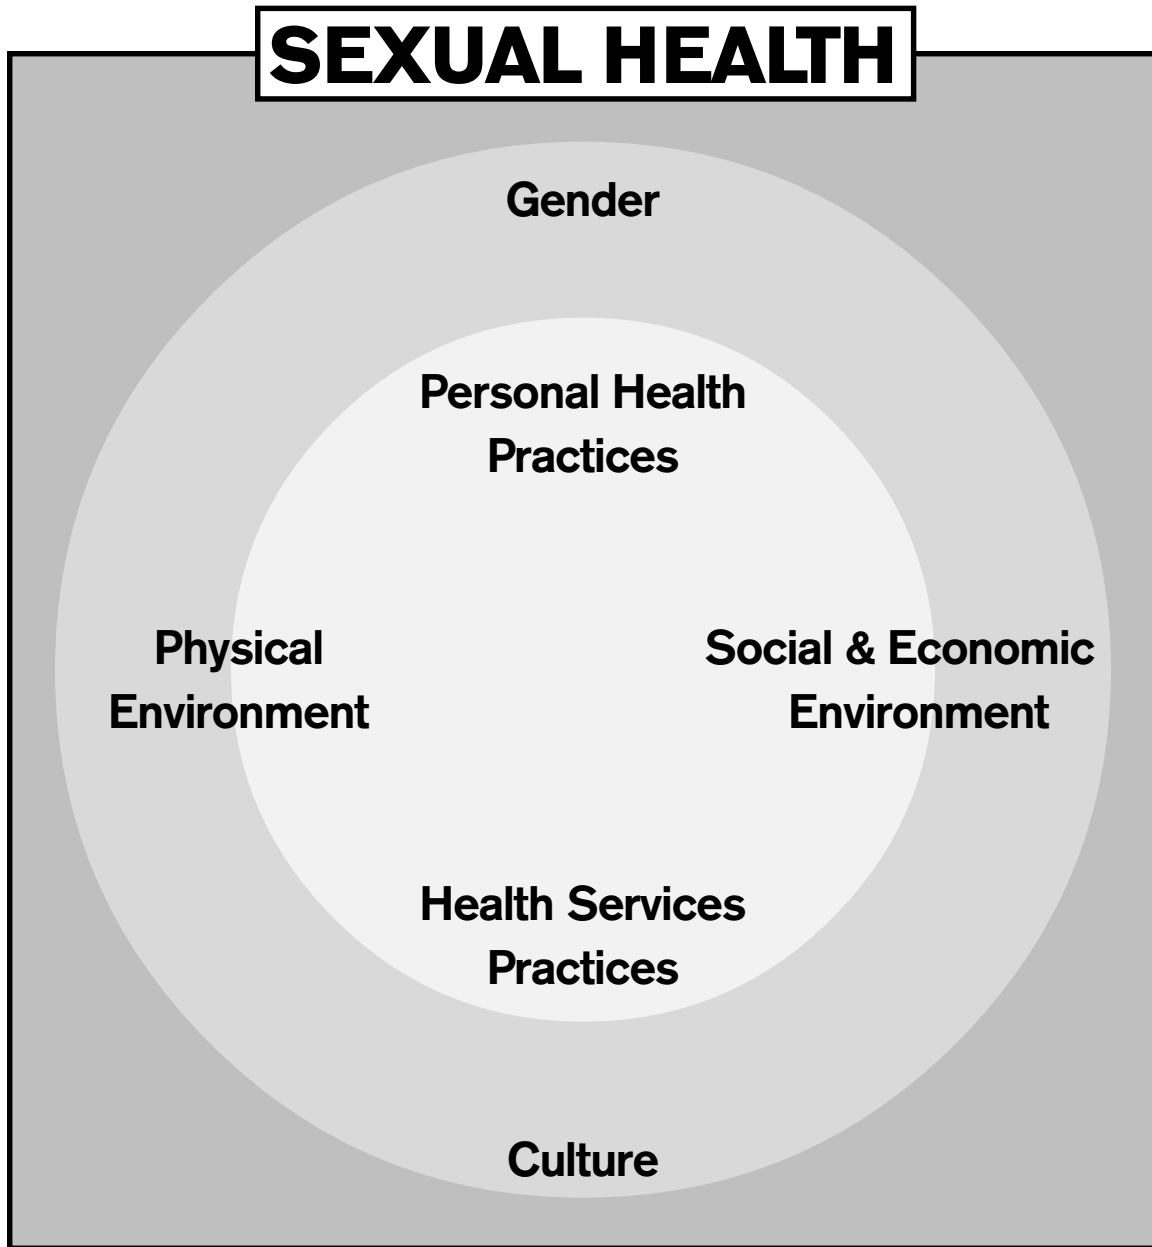 SEXUAL HEALTH
Gender
Personal Health
Practices
Physical
Environment
Social & Economic
Environment
Health Services
Practices
Culture